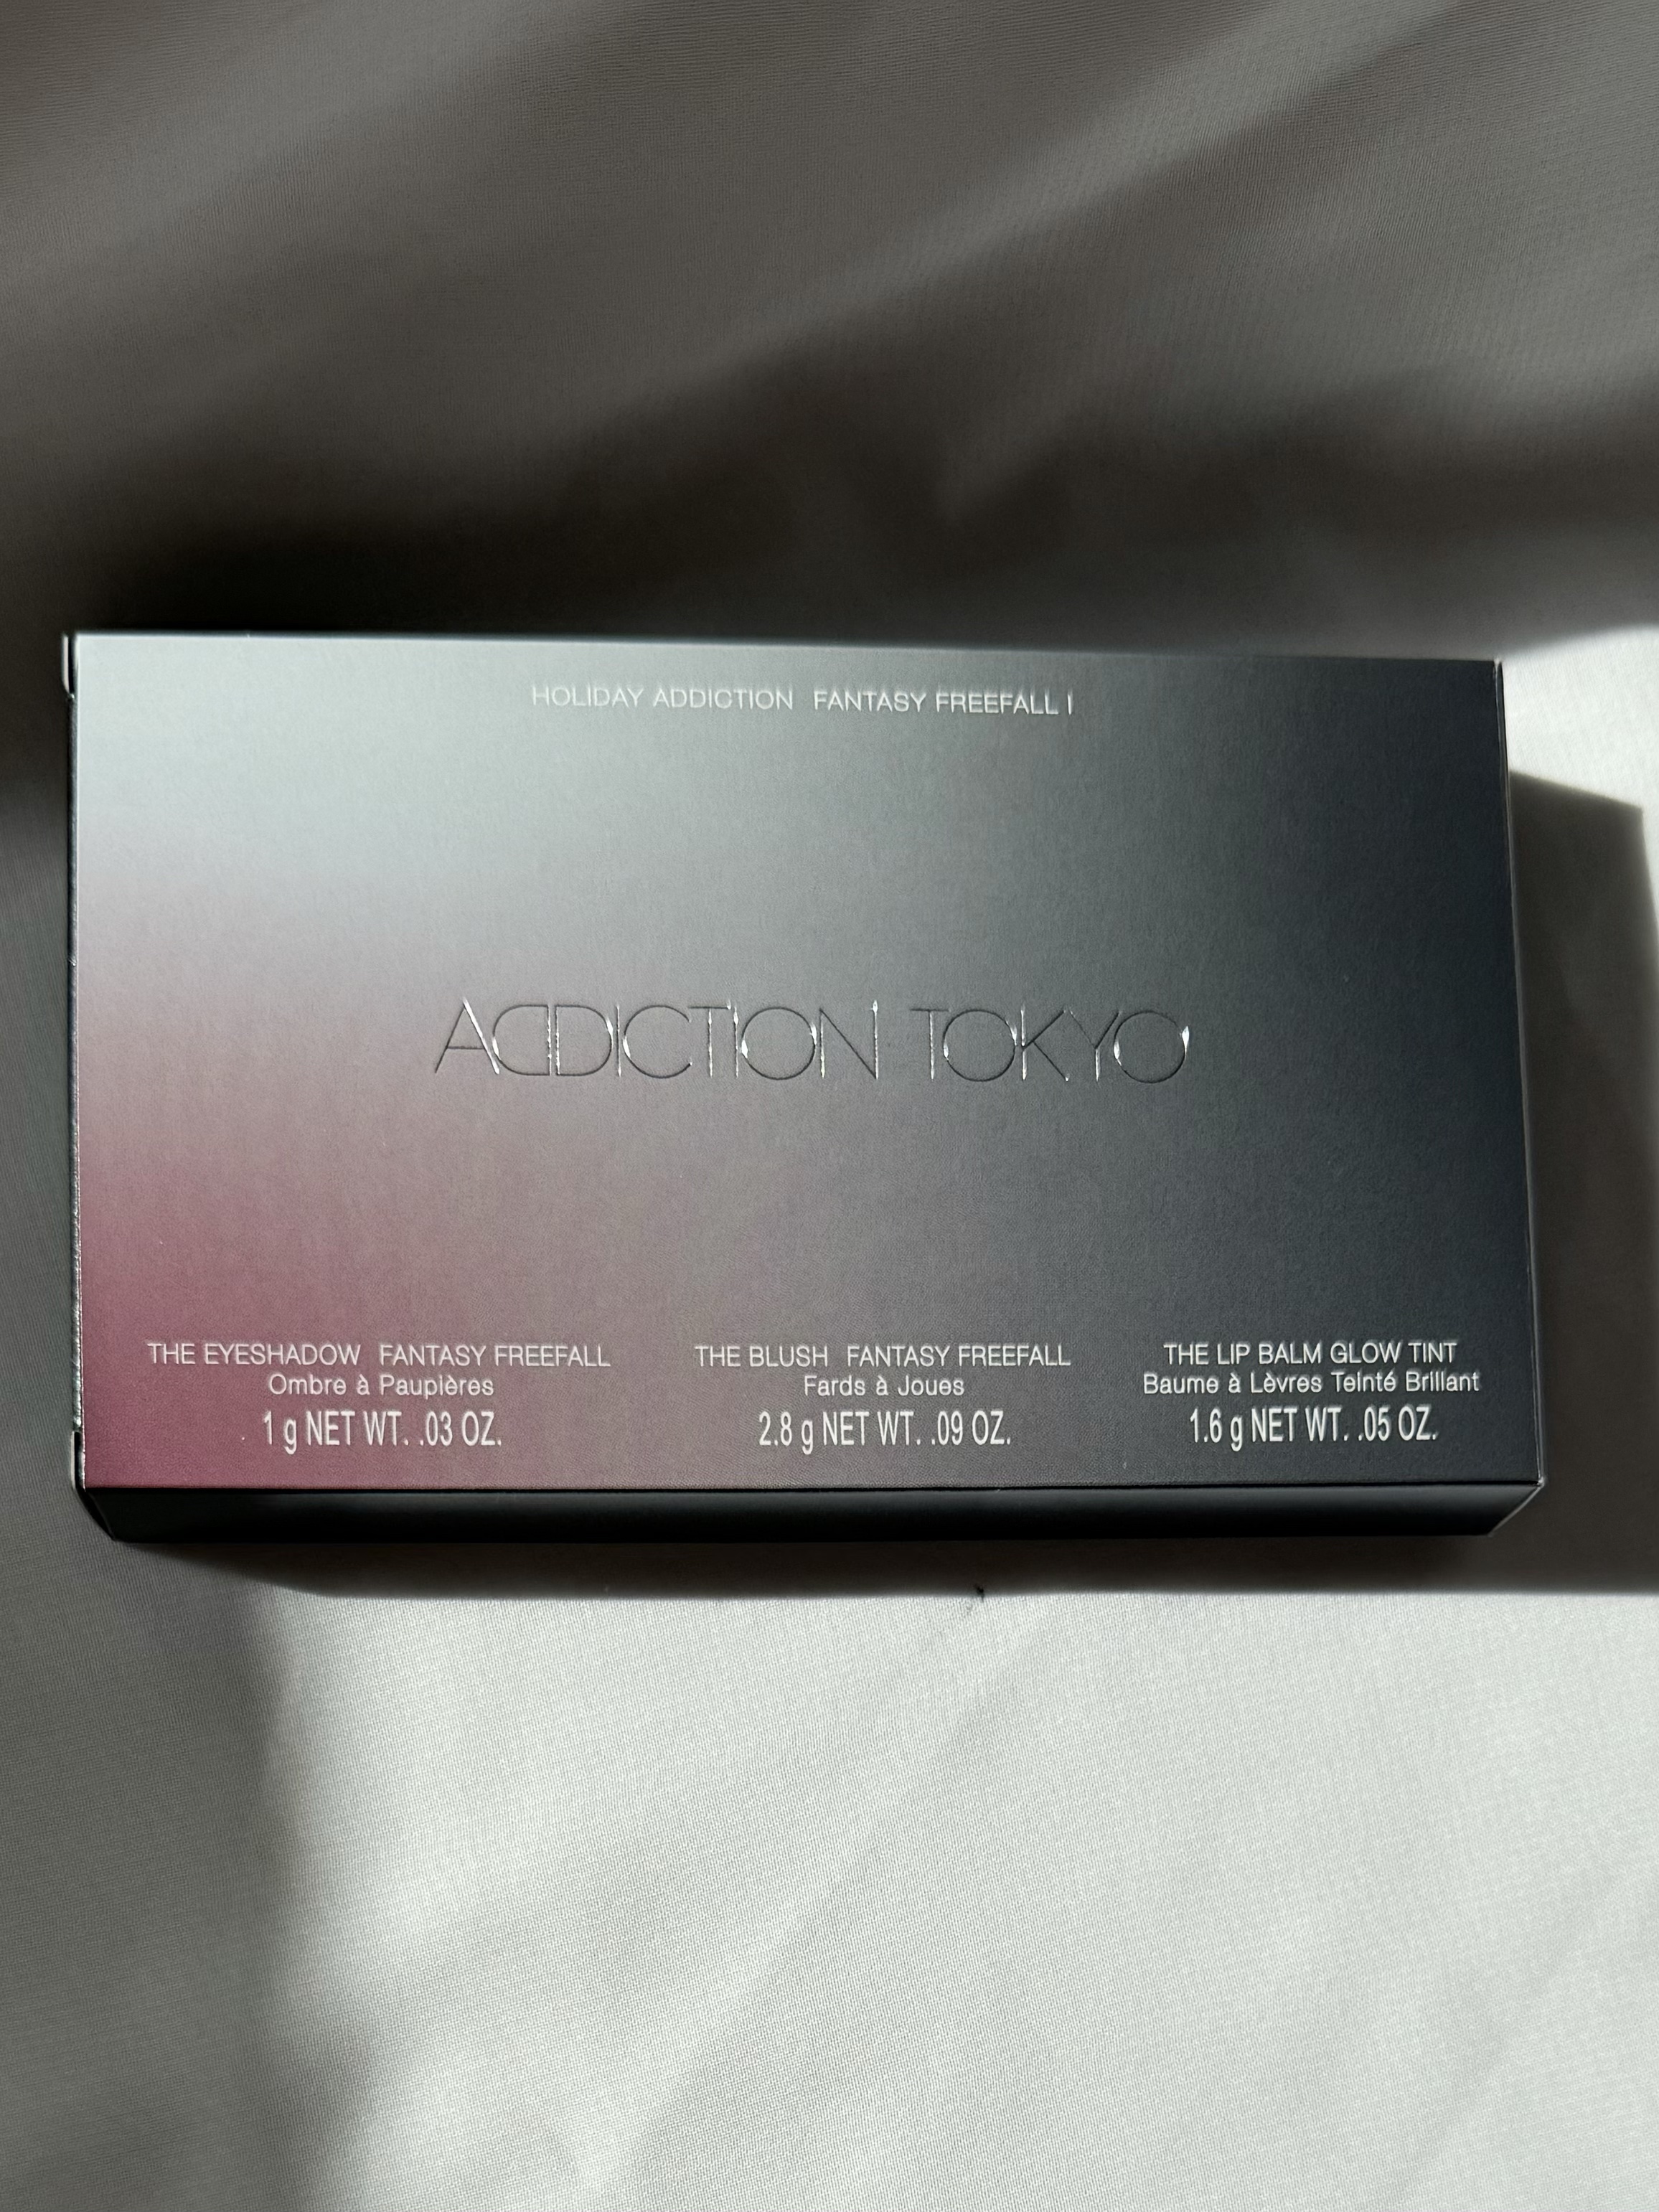 HOLIDAY ADDICTION FANTASY FREEFALL I
ADDICTION TOKYO
THE EYESHADOW FANTASY FREEFALL
Ombre à Paupières
1 g NET WT. .03 OZ.
THE BLUSH FANTASY FREEFALL
Fards à Joues
2.8 g NET WT. .09 OZ.
THE LIP BALM GLOW TINT
Baume à Lèvres Teinté Brillant
1.6 g NET WT. .05 OZ.